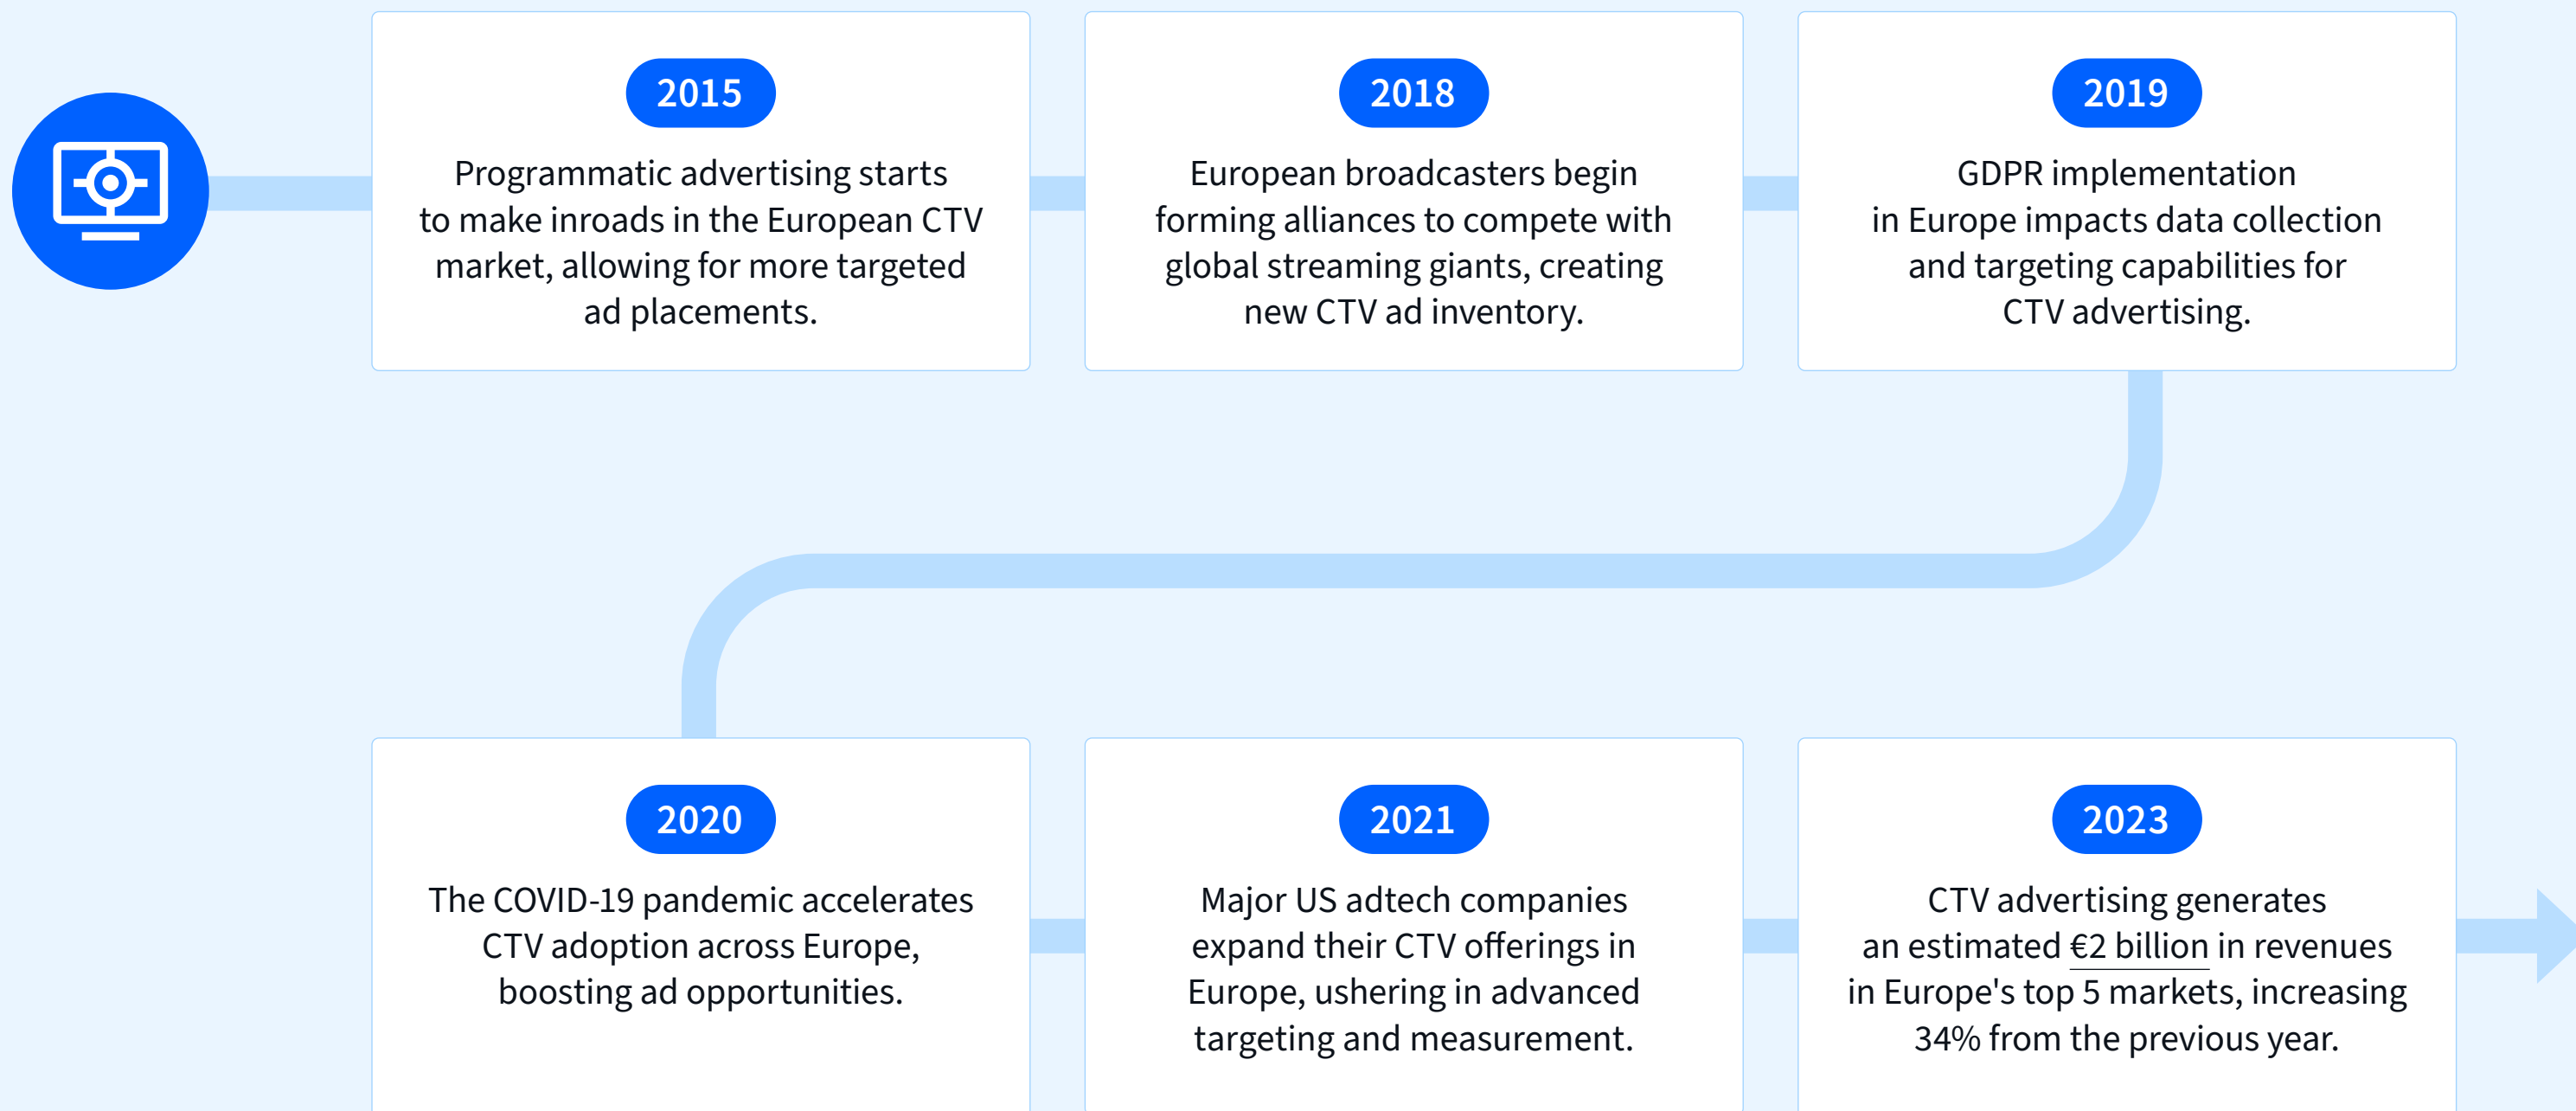 2015
Programmatic advertising starts
to make inroads in the European CTV
market, allowing for more targeted
ad placements.
2018
European broadcasters begin
forming alliances to compete with
global streaming giants, creating
new CTV ad inventory.
2019
GDPR implementation
in Europe impacts data collection
and targeting capabilities for
CTV advertising.
2020
The COVID-19 pandemic accelerates
CTV adoption across Europe,
boosting ad opportunities.
2021
Major US adtech companies
expand their CTV offerings in
Europe, ushering in advanced
targeting and measurement.
2023
CTV advertising generates
an estimated €2 billion in revenues
in Europe's top 5 markets, increasing
34% from the previous year.